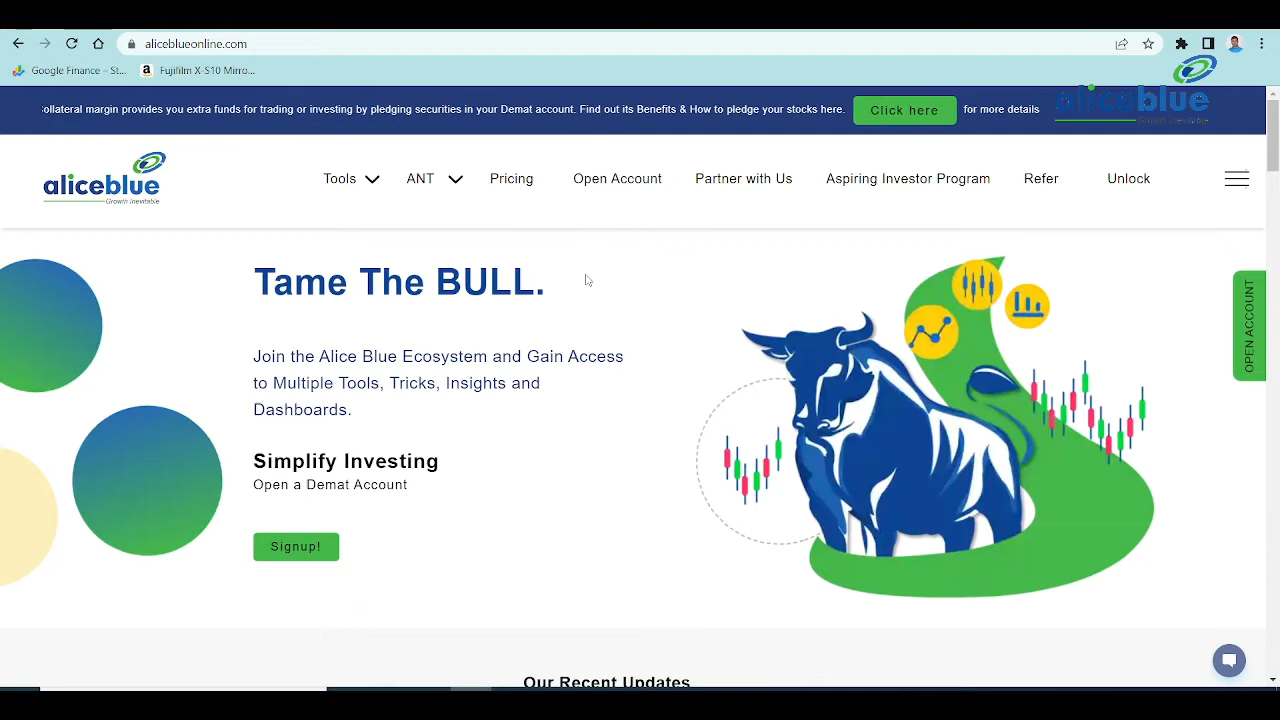 aliceblueonline.com
Google Finance – St...
Fujifilm X-S10 Mirro...
ollateral margin provides you extra funds for trading or investing by pledging securities in your Demat account. Find out its Benefits & How to pledge your stocks here. Click here for more details
aliceblue
Growth Inevitable
aliceblue
Growth Inevitable
Tools ANT Pricing Open Account Partner with Us Aspiring Investor Program Refer Unlock
Tame The BULL.
OPEN ACCOUNT
Join the Alice Blue Ecosystem and Gain Access
to Multiple Tools, Tricks, Insights and
Dashboards.
Simplify Investing
Open a Demat Account
Signup!
Our Recent Updates